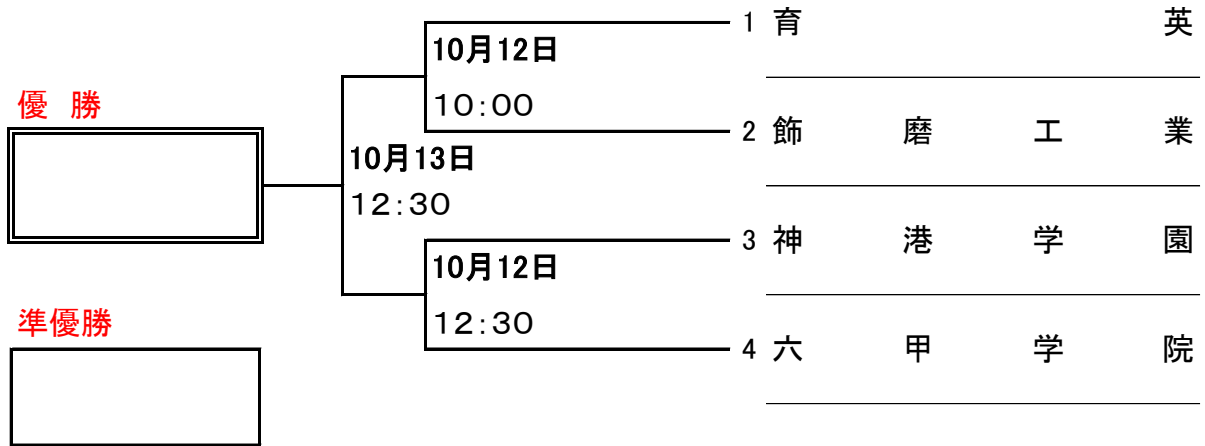 1 育英
10月12日
10:00
優 勝
2 飾磨工業
10月13日
12:30
3 神港学園
10月12日
準優勝
12:30
4 六甲学院